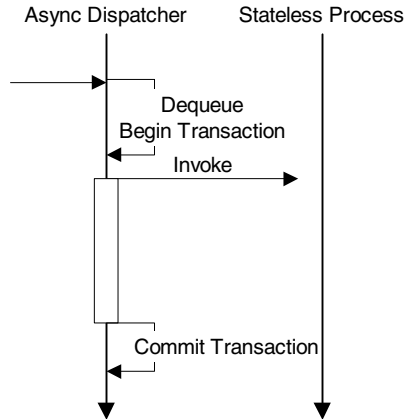 Async Dispatcher
Stateless Process
Dequeue
Begin Transaction
Invoke
Commit Transaction